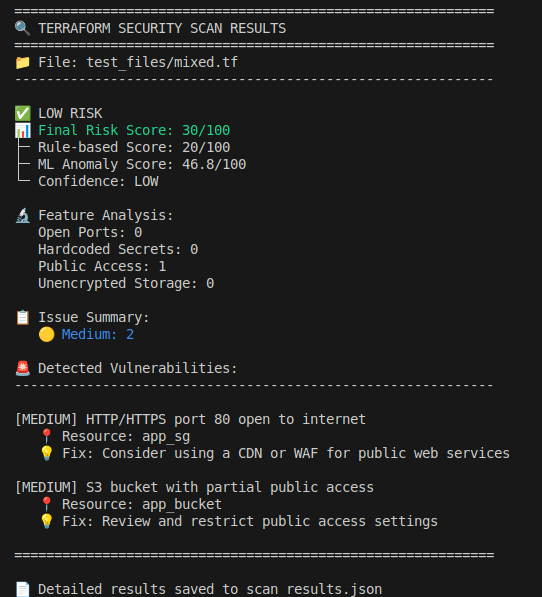 ============================================================
🔍 TERRAFORM SECURITY SCAN RESULTS
============================================================
📁 File: test_files/mixed.tf
------------------------------------------------------------
✅ LOW RISK
📊 Final Risk Score: 30/100
├─ Rule-based Score: 20/100
├─ ML Anomaly Score: 46.8/100
└─ Confidence: LOW
🔬 Feature Analysis:
Open Ports: 0
Hardcoded Secrets: 0
Public Access: 1
Unencrypted Storage: 0
📋 Issue Summary:
🟡 Medium: 2
🚨 Detected Vulnerabilities:
------------------------------------------------------------
[MEDIUM] HTTP/HTTPS port 80 open to internet
📍 Resource: app_sg
💡 Fix: Consider using a CDN or WAF for public web services
[MEDIUM] S3 bucket with partial public access
📍 Resource: app_bucket
💡 Fix: Review and restrict public access settings
============================================================
📄 Detailed results saved to scan results.json